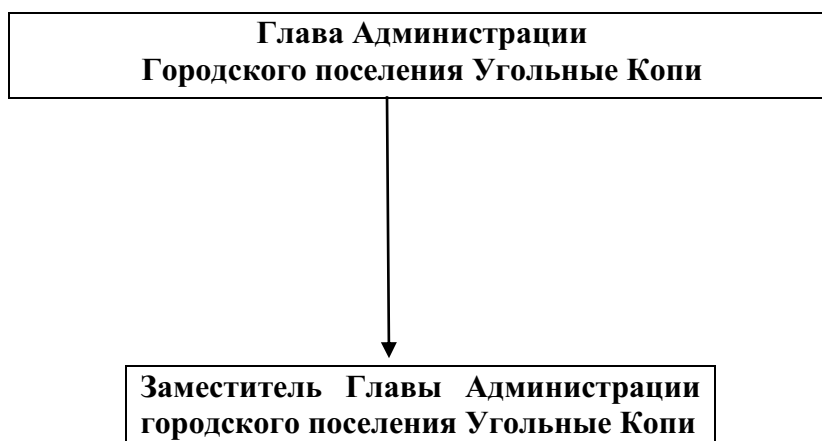 Глава Администрации
Городского поселения Угольные Копи
Заместитель Главы Администрации
городского поселения Угольные Копи